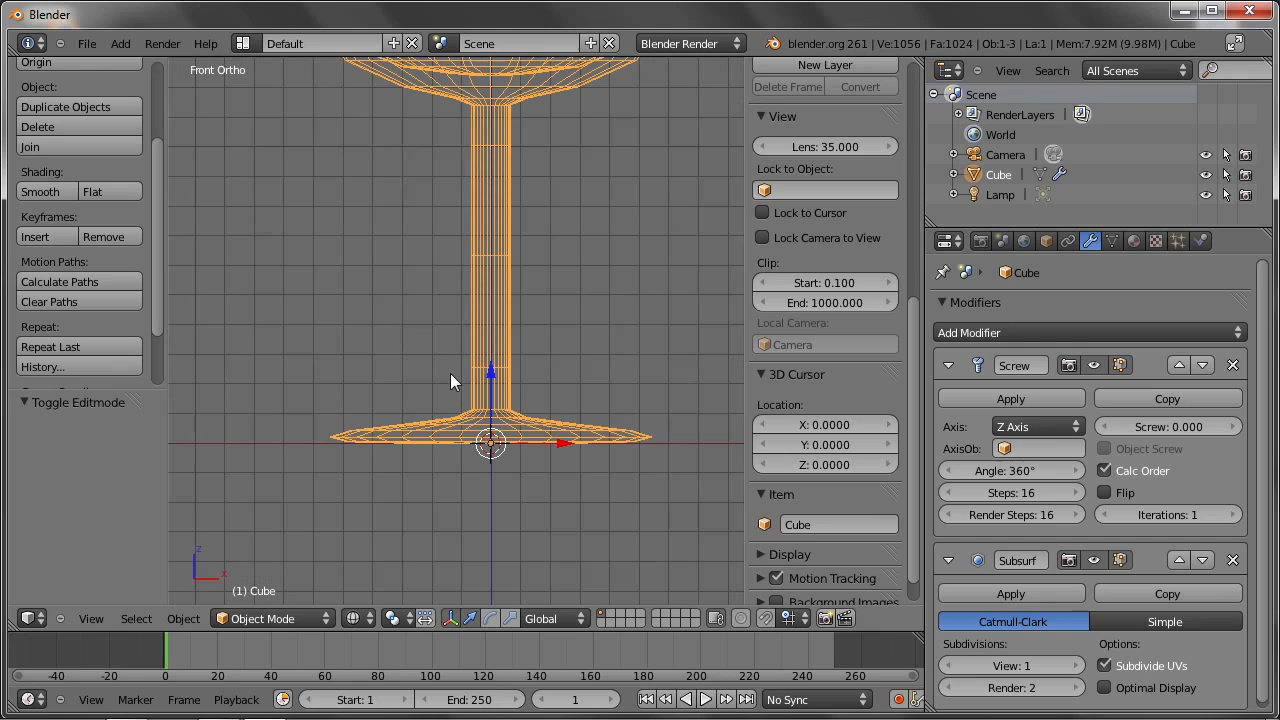 Blender
File Add Render Help Default Scene Blender Render blender.org 261 | Ve:1056 | Fa:1024 | Ob:1-3 | La:1 | Mem:7.92M (9.98M) | Cube
Origin
Object:
Duplicate Objects
Delete
Join
Shading:
Smooth Flat
Keyframes:
Insert Remove
Motion Paths:
Calculate Paths
Clear Paths
Repeat:
Repeat Last
History...
Toggle Editmode
Front Ortho
z
x
(1) Cube
New Layer
Delete Frame Convert
View
Lens: 35.000
Lock to Object:
Lock to Cursor
Lock Camera to View
Clip:
Start: 0.100
End: 1000.000
Local Camera:
Camera
3D Cursor
Location:
X: 0.0000
Y: 0.0000
Z: 0.0000
Item
Cube
Display
Motion Tracking
Background Images
View Select Object Object Mode Global
-40 -20 0 20 40 60 80 100 120 140 160 180 200 220 240 260
View Marker Frame Playback Start: 1 End: 250 1 No Sync
View Search All Scenes
Scene
RenderLayers
World
Camera
Cube
Lamp
Cube
Modifiers
Add Modifier
Screw
Apply Copy
Axis: Z Axis Screw: 0.000
AxisOb: Object Screw
Angle: 360° Calc Order
Steps: 16 Flip
Render Steps: 16 Iterations: 1
Subsurf
Apply Copy
Catmull-Clark Simple
Subdivisions: Options:
View: 1 Subdivide UVs
Render: 2 Optimal Display